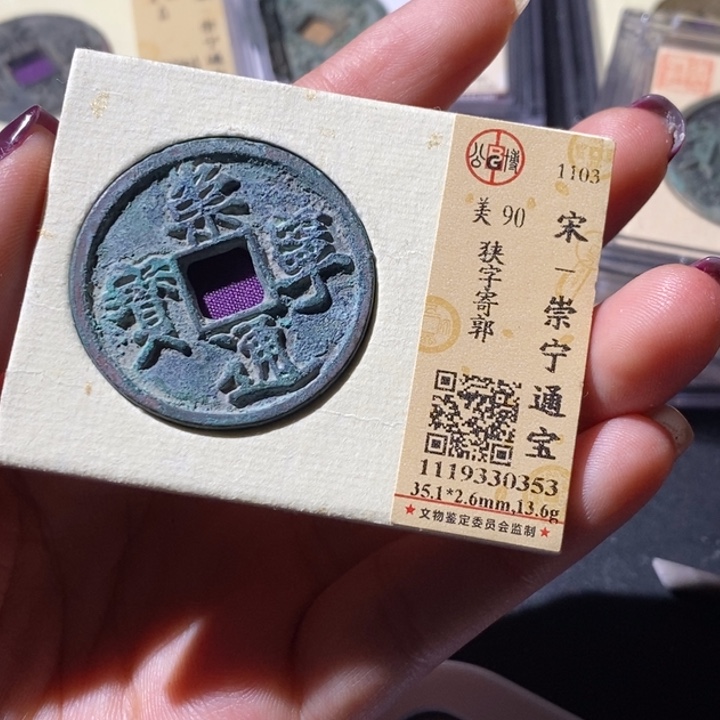 崇
寧
通
寳
公博
1103
宋－崇宁通宝
美 90
狭字寄郭
1119330353
35.1*2.6mm,13.6g
★文物鉴定委员会监制★